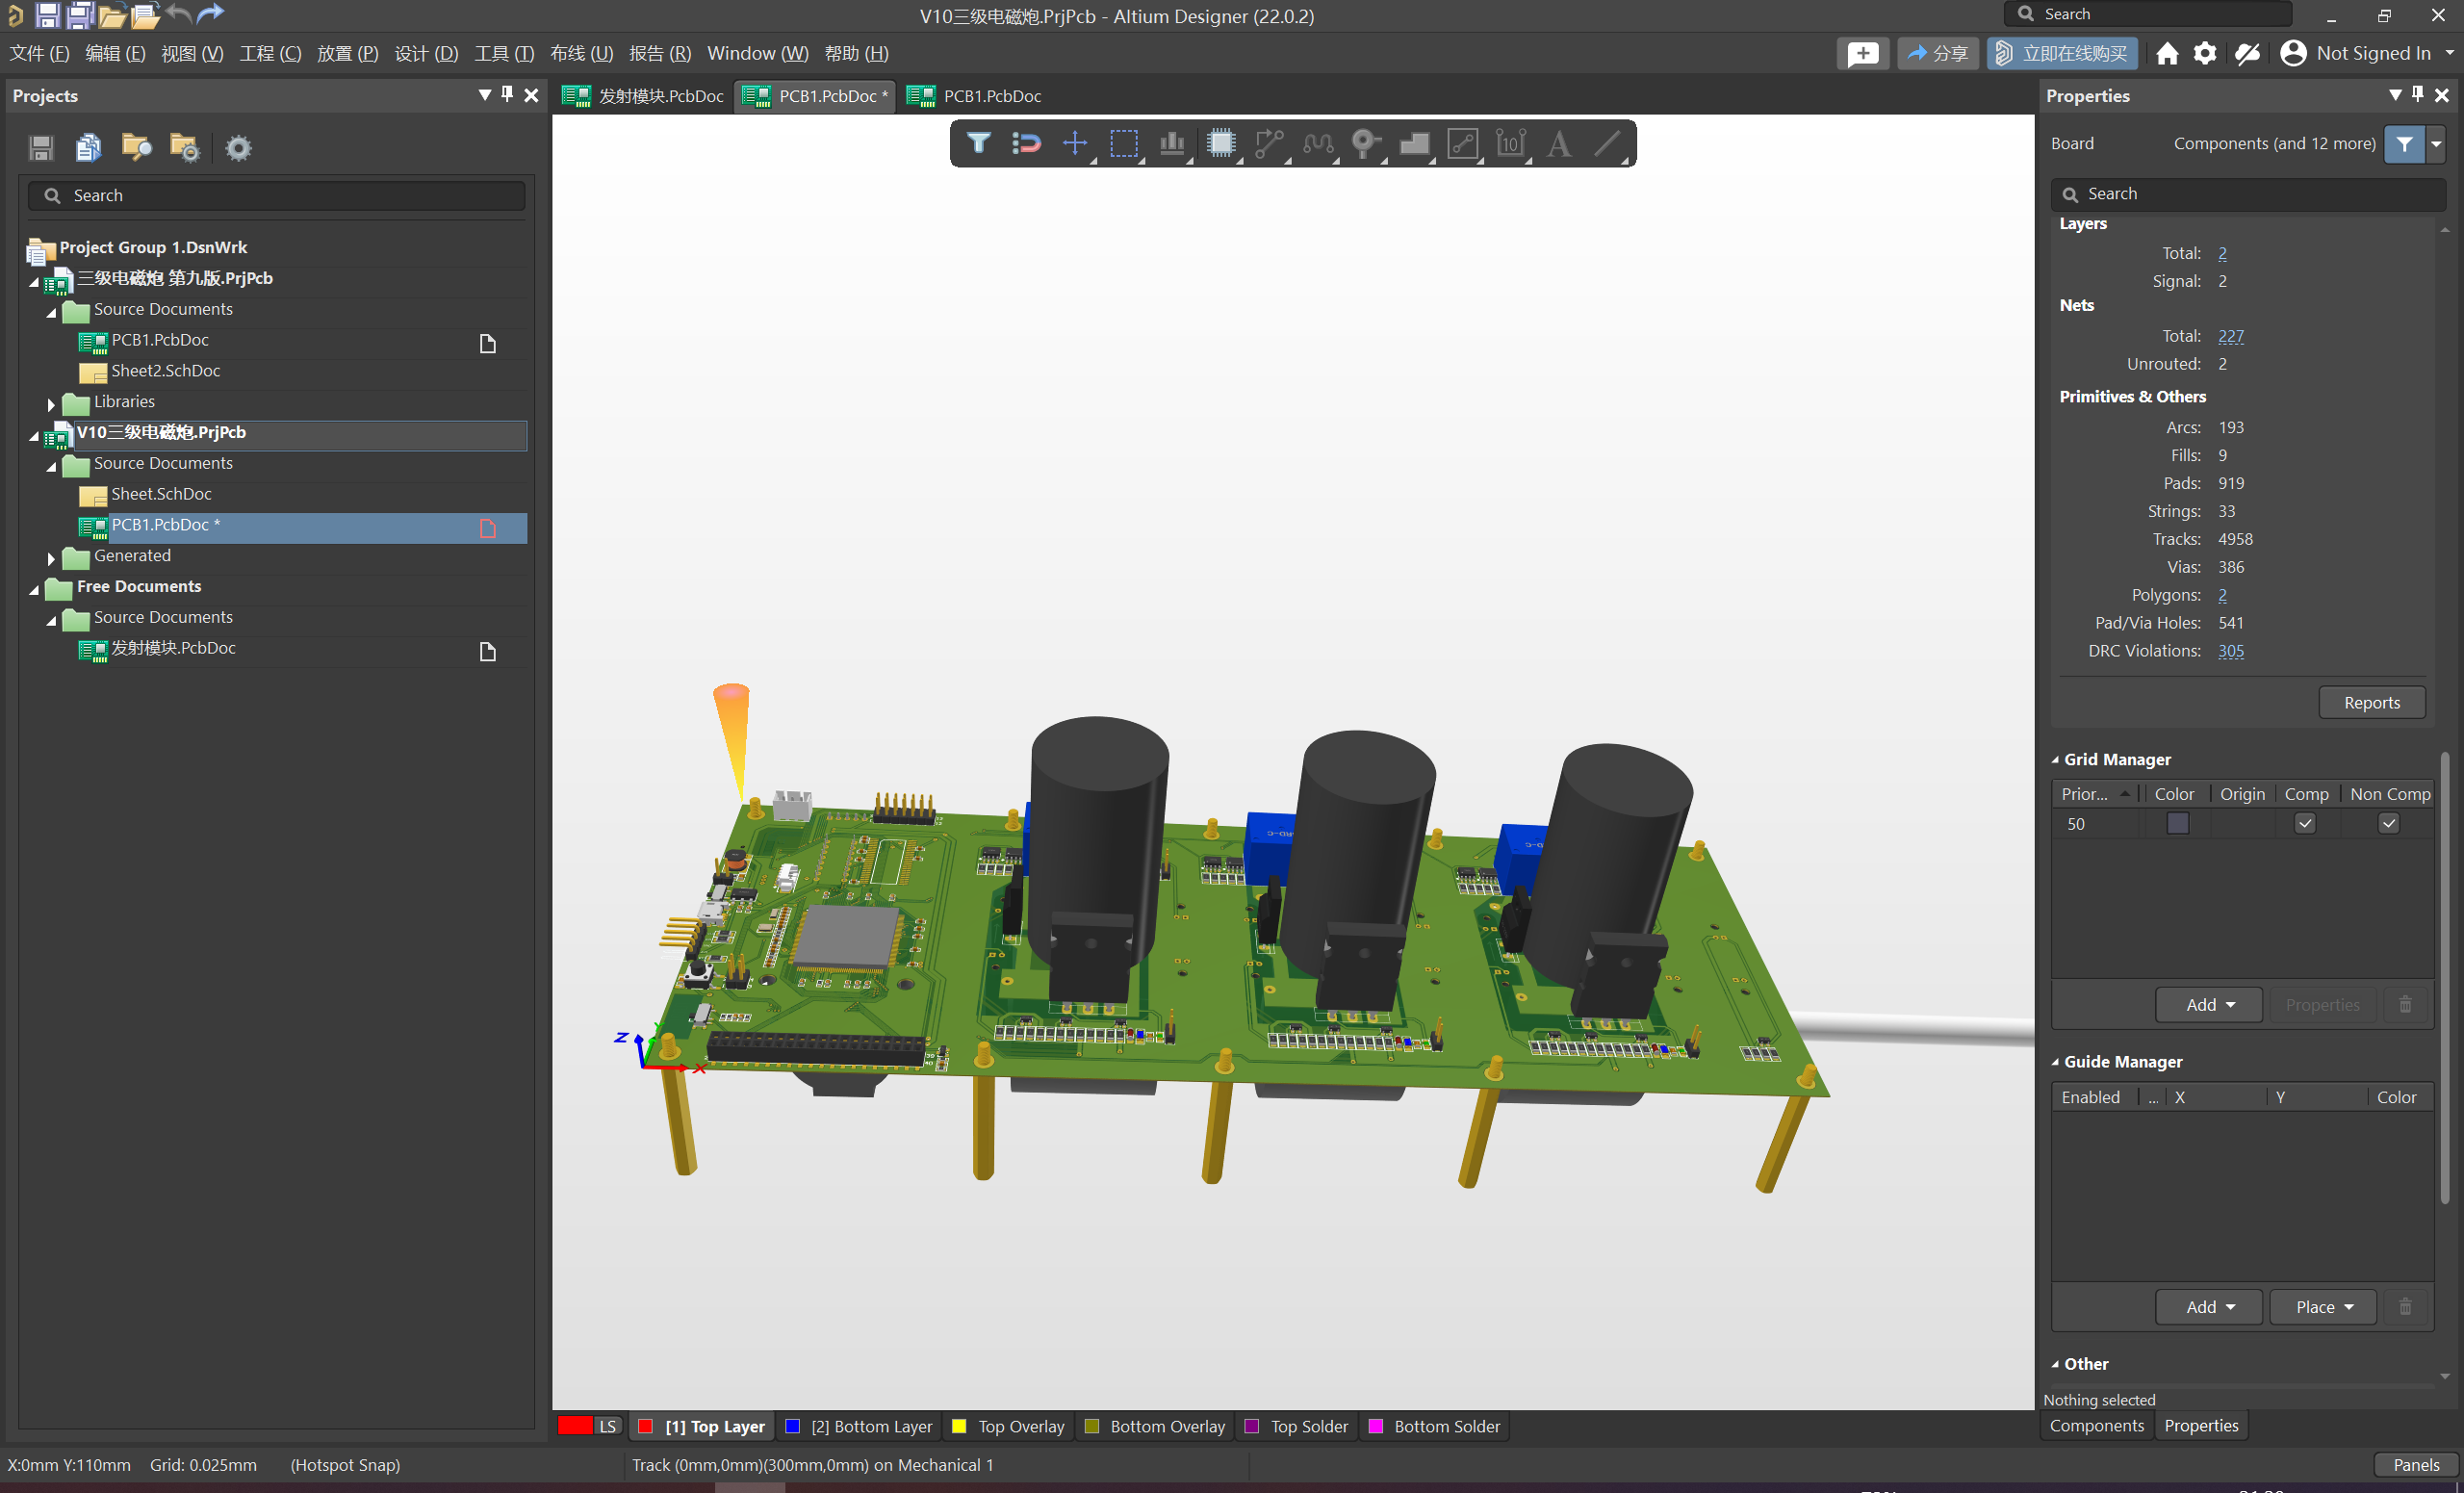 V10三级电磁炮.PrjPcb - Altium Designer (22.0.2)
Search
文件 (F) 编辑 (E) 视图 (V) 工程 (C) 放置 (P) 设计 (D) 工具 (T) 布线 (U) 报告 (R) Window (W) 帮助 (H)
分享
立即在线购买
Not Signed In
Projects
Search
Project Group 1.DsnWrk
三级电磁炮 第九版.PrjPcb
Source Documents
PCB1.PcbDoc
Sheet2.SchDoc
Libraries
V10三级电磁炮.PrjPcb
Source Documents
Sheet.SchDoc
PCB1.PcbDoc *
Generated
Free Documents
Source Documents
发射模块.PcbDoc
发射模块.PcbDoc
PCB1.PcbDoc *
PCB1.PcbDoc
10
A
Z
Y
X
LS
[1] Top Layer
[2] Bottom Layer
Top Overlay
Bottom Overlay
Top Solder
Bottom Solder
Properties
Board Components (and 12 more)
Search
Layers
Total: 2
Signal: 2
Nets
Total: 227
Unrouted: 2
Primitives & Others
Arcs: 193
Fills: 9
Pads: 919
Strings: 33
Tracks: 4958
Vias: 386
Polygons: 2
Pad/Via Holes: 541
DRC Violations: 305
Reports
Grid Manager
Prior... Color Origin Comp Non Comp
50
Add Properties
Guide Manager
Enabled ... X Y Color
Add Place
Other
Nothing selected
Components Properties
X:0mm Y:110mm Grid: 0.025mm (Hotspot Snap)
Track (0mm,0mm)(300mm,0mm) on Mechanical 1
Panels